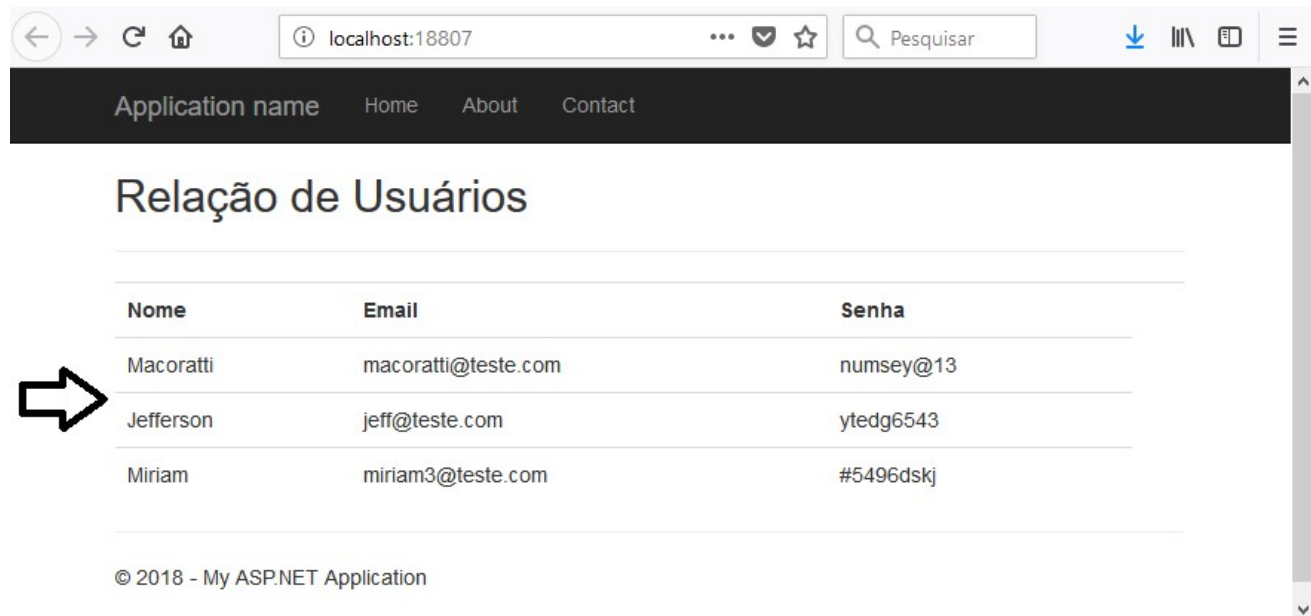 localhost:18807
Pesquisar
Application name Home About Contact
Relação de Usuários
Nome Email Senha
Macoratti macoratti@teste.com numsey@13
Jefferson jeff@teste.com ytedg6543
Miriam miriam3@teste.com #5496dskj
© 2018 - My ASP.NET Application